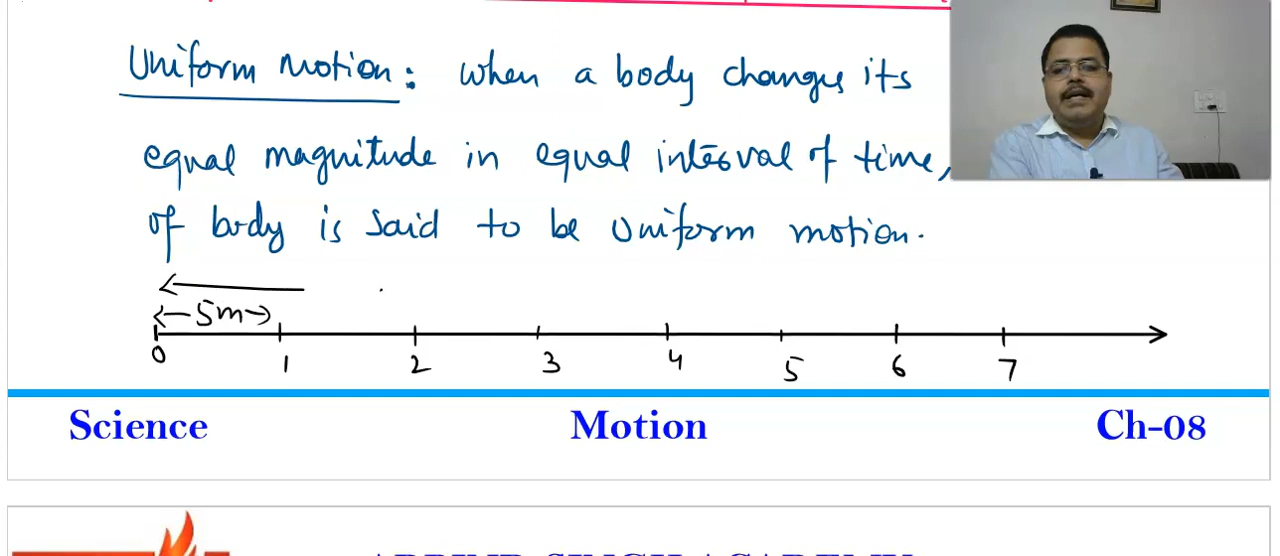 Uniform motion: when a body changes its
equal magnitude in equal interval of time,
of body is said to be uniform motion.
5m
0 1 2 3 4 5 6 7
Science Motion Ch-08